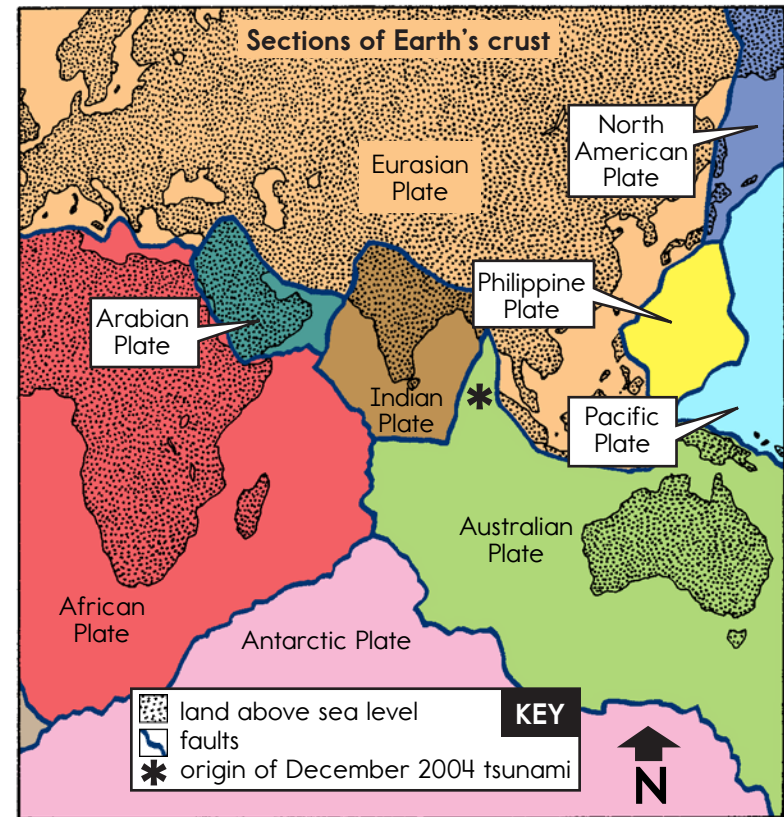 Sections of Earth's crust
North
American
Plate
Eurasian
Plate
Philippine
Plate
Arabian
Plate
Indian
Plate
Pacific
Plate
Australian
Plate
African
Plate
Antarctic Plate
KEY
land above sea level
faults
origin of December 2004 tsunami
N